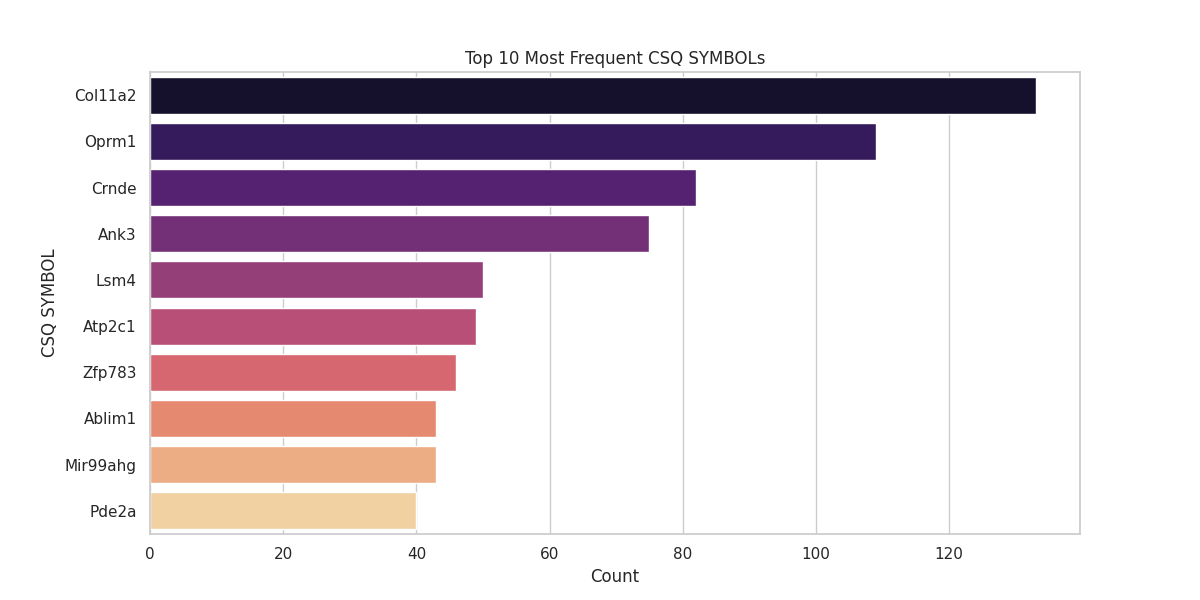 Top 10 Most Frequent CSQ SYMBOLs
CSQ SYMBOL
Col11a2
Oprm1
Crnde
Ank3
Lsm4
Atp2c1
Zfp783
Ablim1
Mir99ahg
Pde2a
0 20 40 60 80 100 120
Count